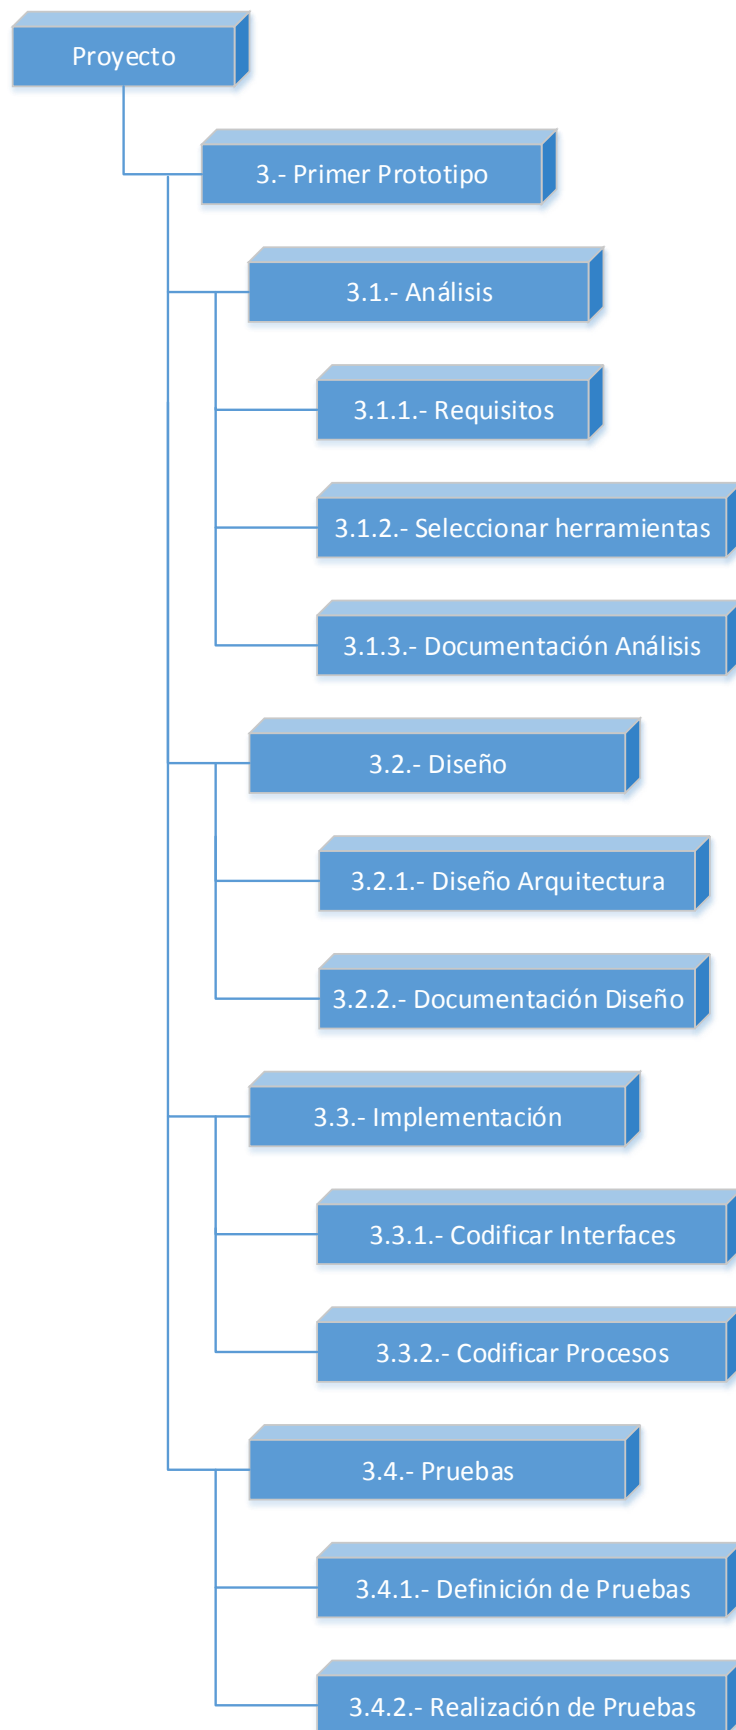 Proyecto
3.- Primer Prototipo
3.1.- Análisis
3.1.1.- Requisitos
3.1.2.- Seleccionar herramientas
3.1.3.- Documentación Análisis
3.2.- Diseño
3.2.1.- Diseño Arquitectura
3.2.2.- Documentación Diseño
3.3.- Implementación
3.3.1.- Codificar Interfaces
3.3.2.- Codificar Procesos
3.4.- Pruebas
3.4.1.- Definición de Pruebas
3.4.2.- Realización de Pruebas